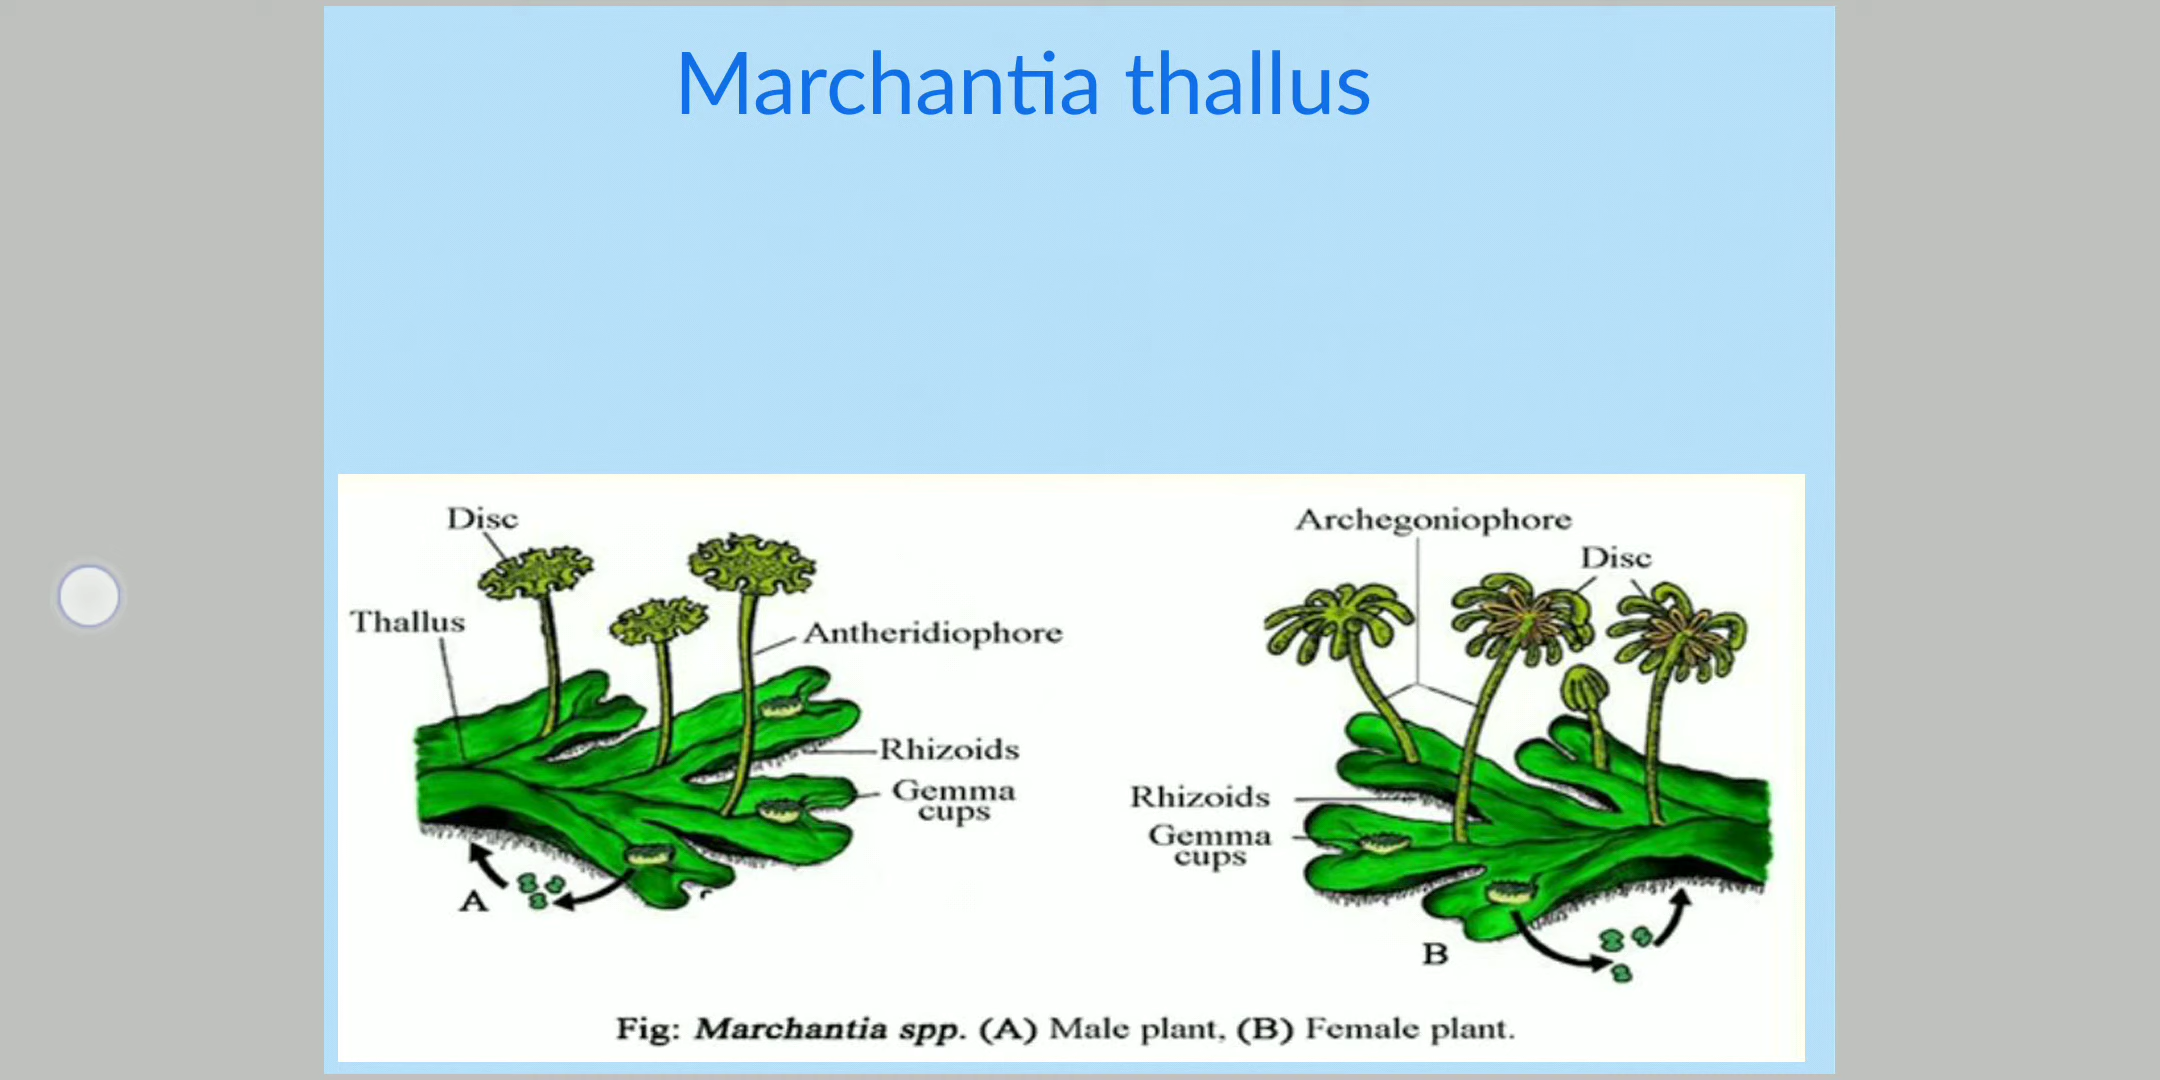 Marchantia thallus
Disc
Thallus
Antheridiophore
Rhizoids
Gemma
cups
A
Archegoniophore
Disc
Rhizoids
Gemma
cups
B
Fig: Marchantia spp. (A) Male plant, (B) Female plant.